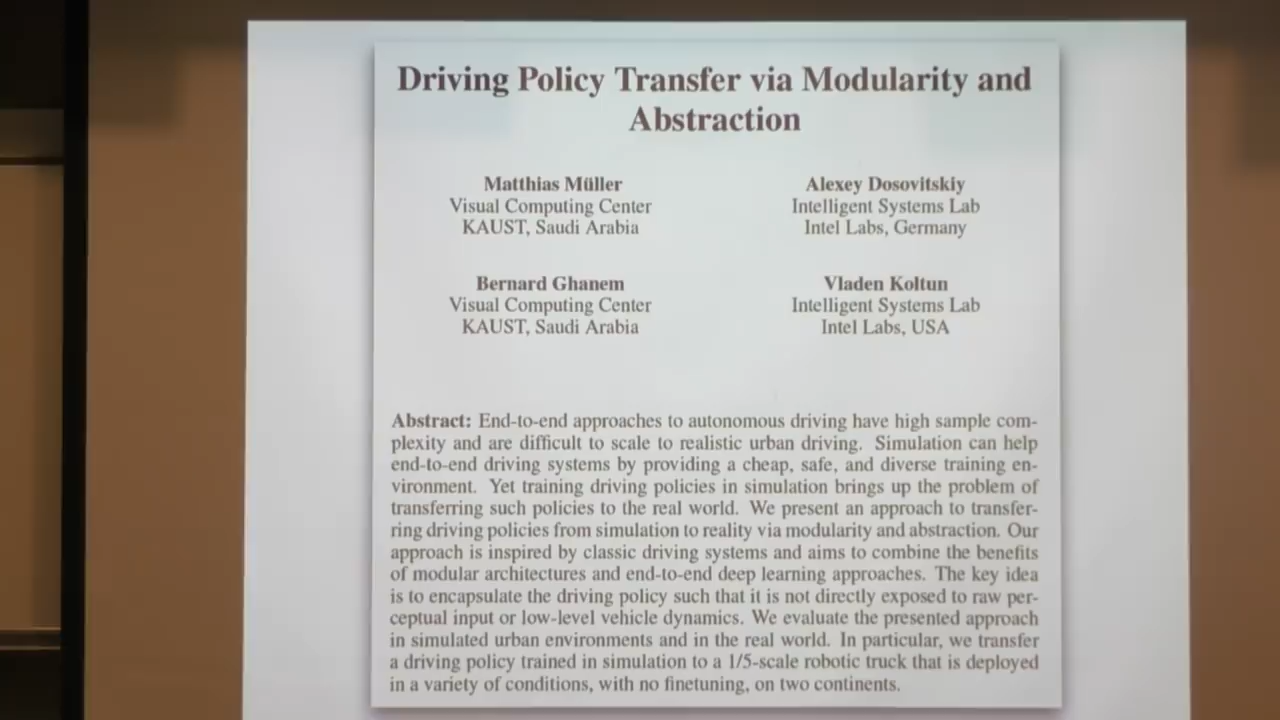 Driving Policy Transfer via Modularity and
Abstraction
Matthias Müller
Visual Computing Center
KAUST, Saudi Arabia
Alexey Dosovitskiy
Intelligent Systems Lab
Intel Labs, Germany
Bernard Ghanem
Visual Computing Center
KAUST, Saudi Arabia
Vladen Koltun
Intelligent Systems Lab
Intel Labs, USA
Abstract: End-to-end approaches to autonomous driving have high sample com-
plexity and are difficult to scale to realistic urban driving. Simulation can help
end-to-end driving systems by providing a cheap, safe, and diverse training en-
vironment. Yet training driving policies in simulation brings up the problem of
transferring such policies to the real world. We present an approach to transfer-
ring driving policies from simulation to reality via modularity and abstraction. Our
approach is inspired by classic driving systems and aims to combine the benefits
of modular architectures and end-to-end deep learning approaches. The key idea
is to encapsulate the driving policy such that it is not directly exposed to raw per-
ceptual input or low-level vehicle dynamics. We evaluate the presented approach
in simulated urban environments and in the real world. In particular, we transfer
a driving policy trained in simulation to a 1/5-scale robotic truck that is deployed
in a variety of conditions, with no finetuning, on two continents.